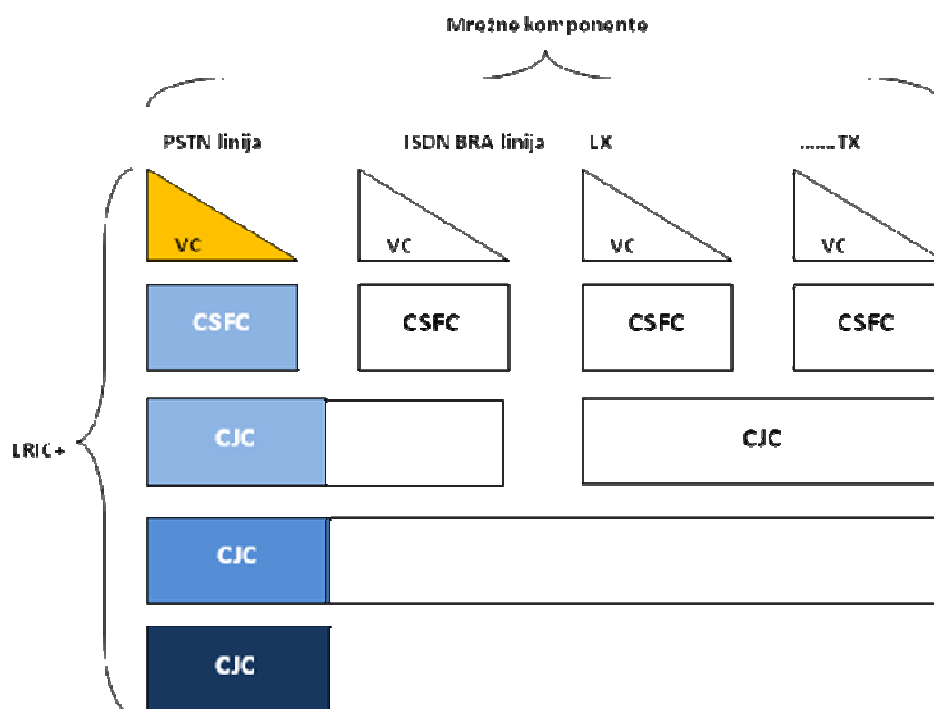 Mrežne komponente
PSTN linija ISDN BRA linija LX ......TX
VC VC VC VC
CSFC CSFC CSFC CSFC
CJC CJC
LRIC+
CJC
CJC